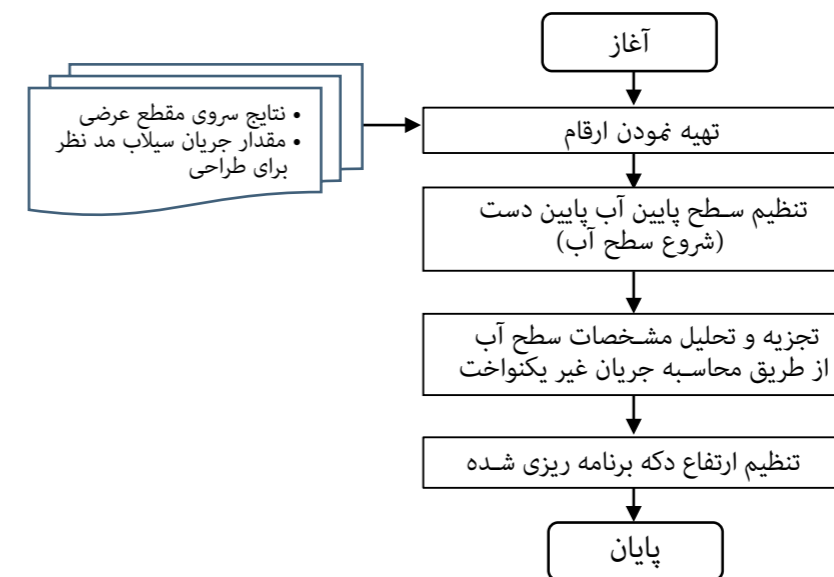 آغاز
• نتایج سروی مقطع عرضی
• مقدار جریان سیلاب مد نظر
برای طراحی
تهیه نمودن ارقام
تنظیم سطح پایین آب پایین دست
(شروع سطح آب)
تجزیه و تحلیل مشخصات سطح آب
از طریق محاسبه جریان غیر یکنواخت
تنظیم ارتفاع دکه برنامه ریزی شده
پایان